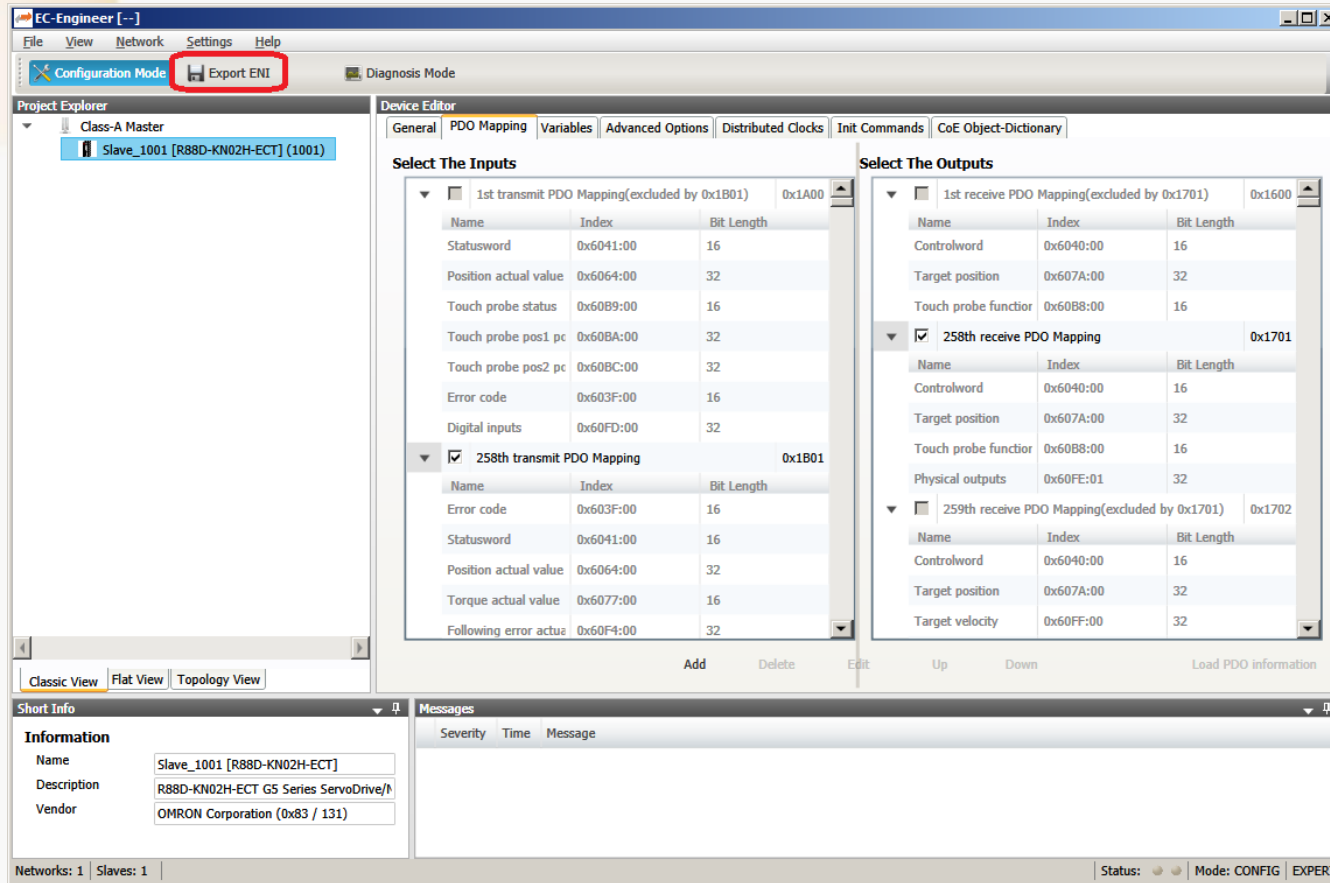 EC-Engineer [--]
File View Network Settings Help
Configuration Mode Export ENI Diagnosis Mode
Project Explorer
Class-A Master
Slave_1001 [R88D-KN02H-ECT] (1001)
Classic View Flat View Topology View
Device Editor
General PDO Mapping Variables Advanced Options Distributed Clocks Init Commands CoE Object-Dictionary
Select The Inputs
1st transmit PDO Mapping(excluded by 0x1B01) 0x1A00
Name Index Bit Length
Statusword 0x6041:00 16
Position actual value 0x6064:00 32
Touch probe status 0x60B9:00 16
Touch probe pos1 po 0x60BA:00 32
Touch probe pos2 po 0x60BC:00 32
Error code 0x603F:00 16
Digital inputs 0x60FD:00 32
258th transmit PDO Mapping 0x1B01
Name Index Bit Length
Error code 0x603F:00 16
Statusword 0x6041:00 16
Position actual value 0x6064:00 32
Torque actual value 0x6077:00 16
Following error actua 0x60F4:00 32
Select The Outputs
1st receive PDO Mapping(excluded by 0x1701) 0x1600
Name Index Bit Length
Controlword 0x6040:00 16
Target position 0x607A:00 32
Touch probe function 0x60B8:00 16
258th receive PDO Mapping 0x1701
Name Index Bit Length
Controlword 0x6040:00 16
Target position 0x607A:00 32
Touch probe function 0x60B8:00 16
Physical outputs 0x60FE:01 32
259th receive PDO Mapping(excluded by 0x1701) 0x1702
Name Index Bit Length
Controlword 0x6040:00 16
Target position 0x607A:00 32
Target velocity 0x60FF:00 32
Add Delete Edit Up Down Load PDO information
Short Info
Information
Name Slave_1001 [R88D-KN02H-ECT]
Description R88D-KN02H-ECT G5 Series ServoDrive/M
Vendor OMRON Corporation (0x83 / 131)
Messages
Severity Time Message
Networks: 1 Slaves: 1 Status: Mode: CONFIG EXPER